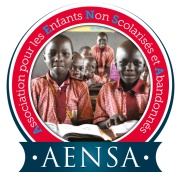 Association pour les Enfants Non Scolarisés et Abandonnés
AENSA